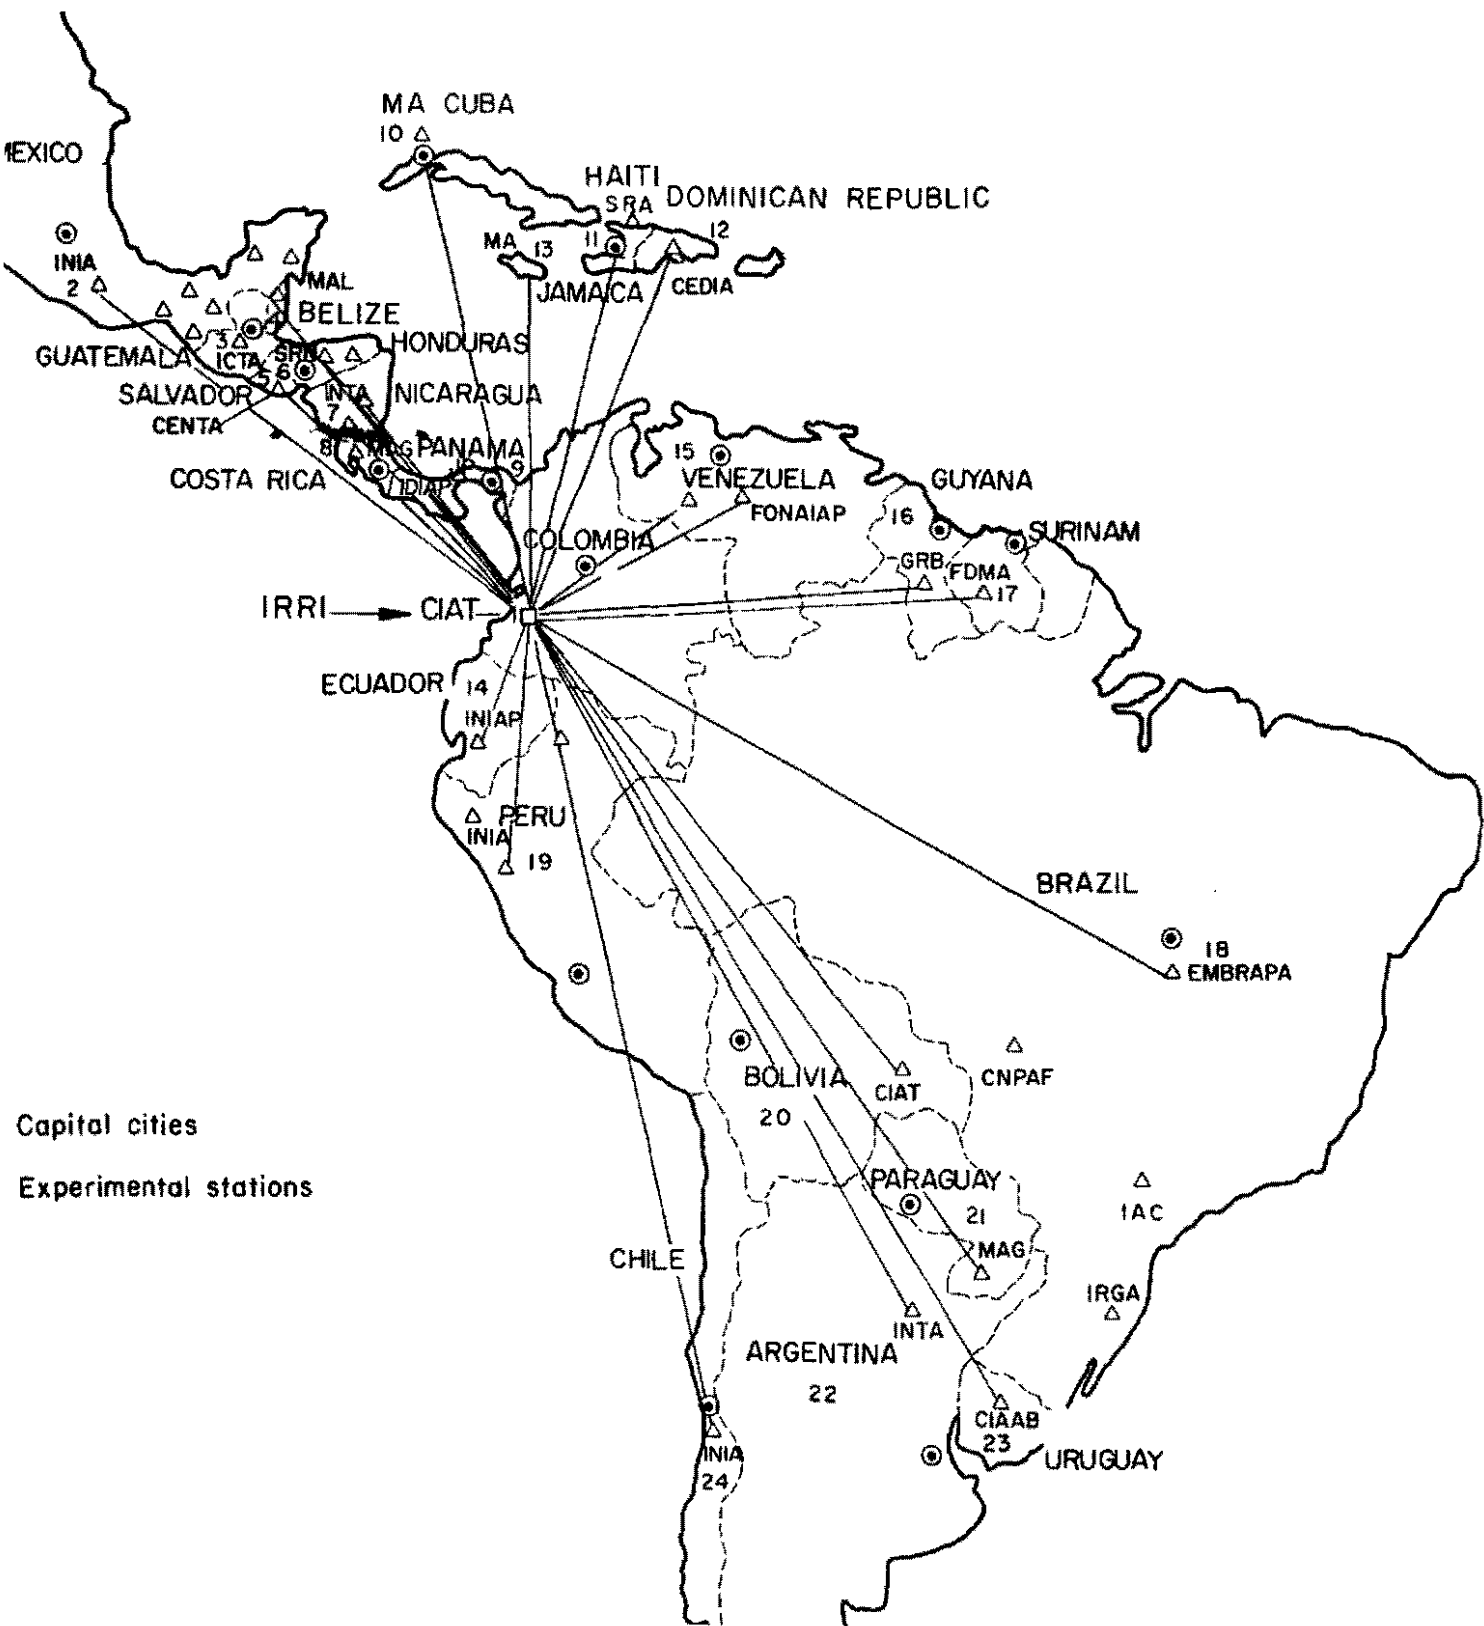 MA CUBA
10
MEXICO
HAITI
SRA
DOMINICAN REPUBLIC
12
11
MA 13
INIA
2
JAMAICA
CEDIA
MAL
BELIZE
GUATEMALA
3
ICTA
HONDURAS
5
6
SALVADOR
INTA
NICARAGUA
7
CENTA
8
MAG
PANAMA
9
15
COSTA RICA
IDIAP
VENEZUELA
GUYANA
FONAIAP
16
COLOMBIA
SURINAM
GRB
FDMA
17
IRRI
CIAT
ECUADOR
14
INIAP
PERU
INIA
19
BRAZIL
18
EMBRAPA
BOLIVIA
CIAT
CNPAF
20
Capital cities
PARAGUAY
Experimental stations
21
IAC
CHILE
MAG
IRGA
INTA
ARGENTINA
22
CIAAB
23
INIA
URUGUAY
24